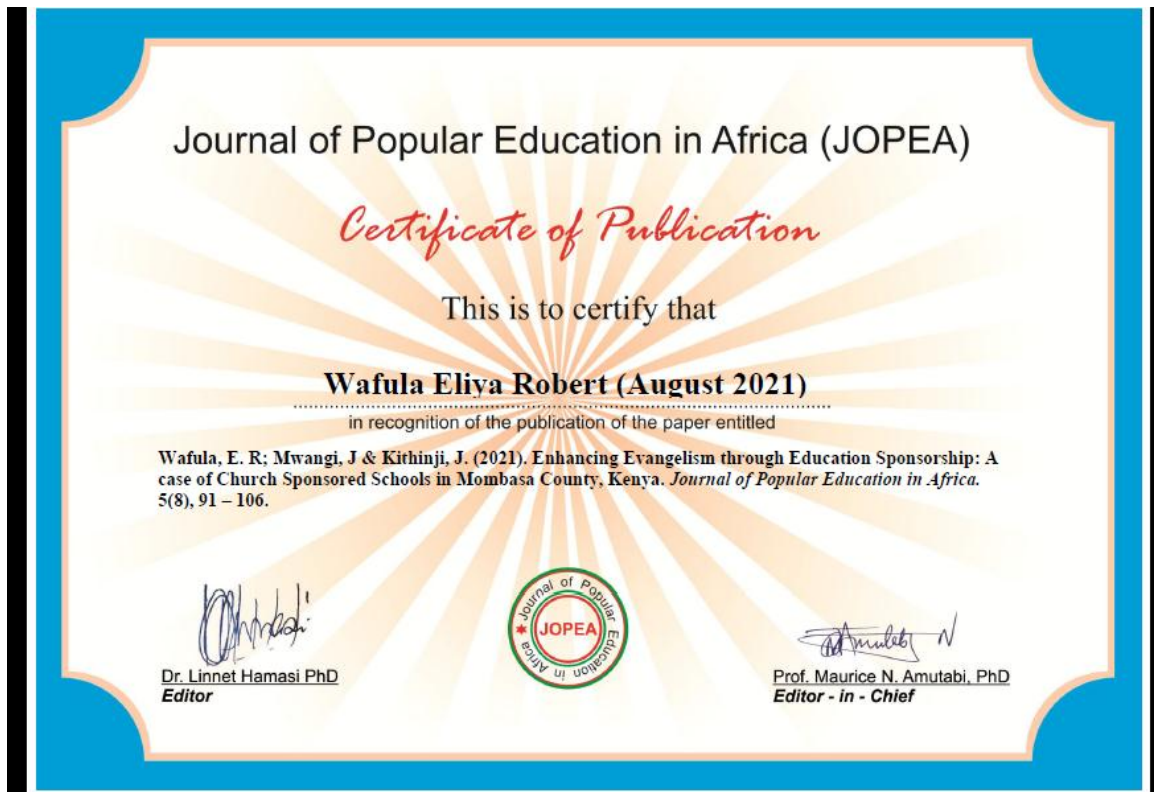 Journal of Popular Education in Africa (JOPEA)
Certificate of Publication
This is to certify that
Wafula Eliya Robert (August 2021)
in recognition of the publication of the paper entitled
Wafula, E. R; Mwangi, J & Kithinji, J. (2021). Enhancing Evangelism through Education Sponsorship: A
case of Church Sponsored Schools in Mombasa County, Kenya. Journal of Popular Education in Africa.
5(8), 91 – 106.
Journal of Popular Education in Africa
JOPEA
Dr. Linnet Hamasi PhD
Editor
Prof. Maurice N. Amutabi, PhD
Editor - in - Chief